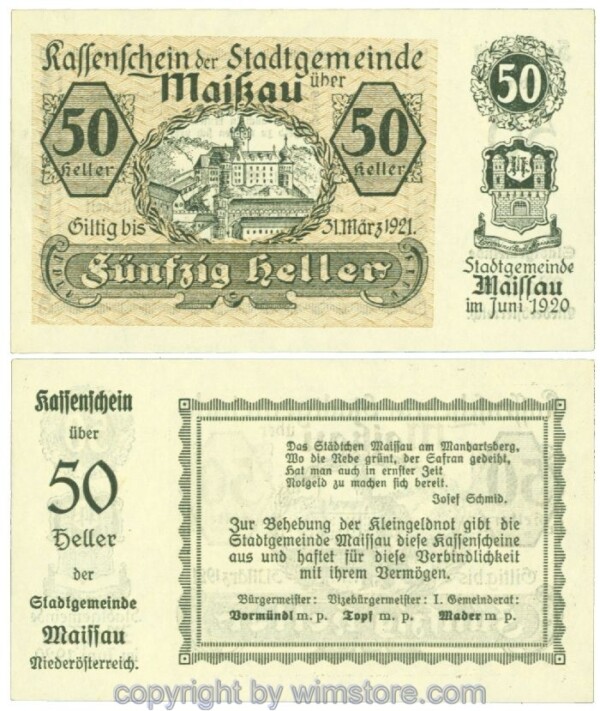 Kassenschein der Stadtgemeinde
Maißau über
50 Heller
50 Heller
Giltig bis 31. März 1921.
Fünfzig Heller
50
Stadtgemeinde
Maissau
im Juni 1920
Kassenschein
über
50
Heller
der
Stadtgemeinde
Maissau
Niederösterreich.
Das Städtchen Maissau am Manhartsberg,
Wo die Rebe grünt, der Safran gedeiht,
Hat man auch in ernster Zeit
Notgeld zu machen sich bereit.
Josef Schmid.
Zur Behebung der Kleingeldnot gibt die
Stadtgemeinde Maissau diese Kassenscheine
aus und haftet für diese Verbindlichkeit
mit ihrem Vermögen.
Bürgermeister: Vizebürgermeister: I. Gemeinderat:
Vormündl m. p. Topf m. p. Mader m. p.
copyright by wimstore.com